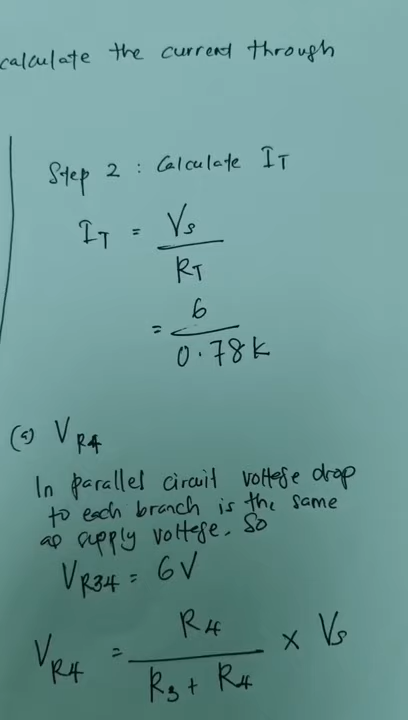 calculate the current through
Step 2 : Calculate IT
IT = Vs / RT
= 6 / 0.78k
(a) VR4
In parallel circuit voltage drop
to each branch is the same
as supply voltage. So
VR34 = 6V
VR4 = R4 / R3 + R4 × Vs